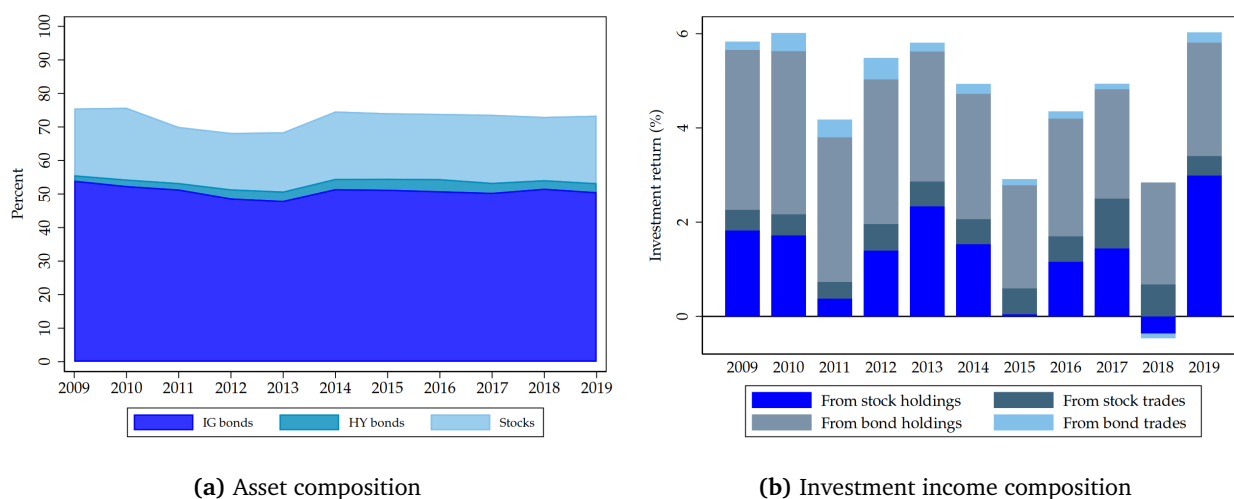 Percent
100
90
80
70
60
50
40
30
20
10
0
2009 2010 2011 2012 2013 2014 2015 2016 2017 2018 2019
IG bonds HY bonds Stocks
(a) Asset composition
Investment return (%)
6
4
2
0
2009 2010 2011 2012 2013 2014 2015 2016 2017 2018 2019
From stock holdings From stock trades
From bond holdings From bond trades
(b) Investment income composition